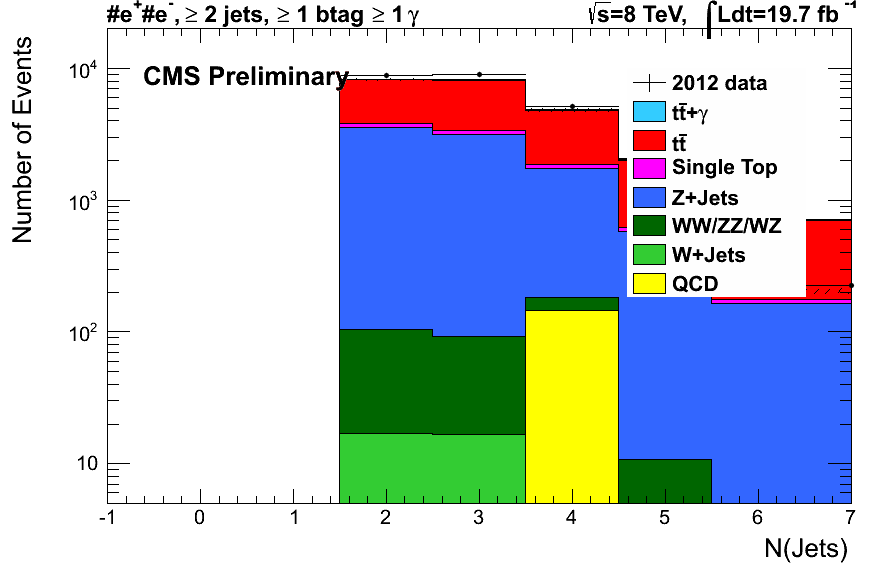 #e⁺#e⁻, ≥ 2 jets, ≥ 1 btag ≥ 1 γ
√s=8 TeV, ∫Ldt=19.7 fb⁻¹
CMS Preliminary
Number of Events
10⁴
10³
10²
10
2012 data
tt̄+γ
tt̄
Single Top
Z+Jets
WW/ZZ/WZ
W+Jets
QCD
-1 0 1 2 3 4 5 6 7
N(Jets)